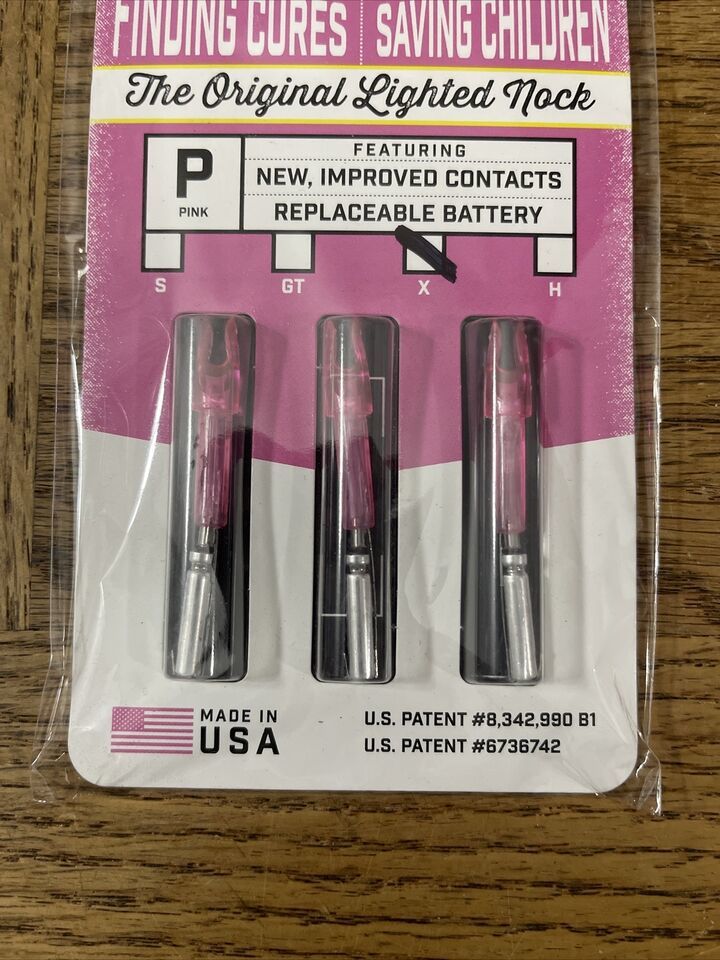 FINDING CURES SAVING CHILDREN
The Original Lighted Nock
P
PINK
FEATURING
NEW, IMPROVED CONTACTS
REPLACEABLE BATTERY
S GT X H
MADE IN
USA
U.S. PATENT #8,342,990 B1
U.S. PATENT #6736742